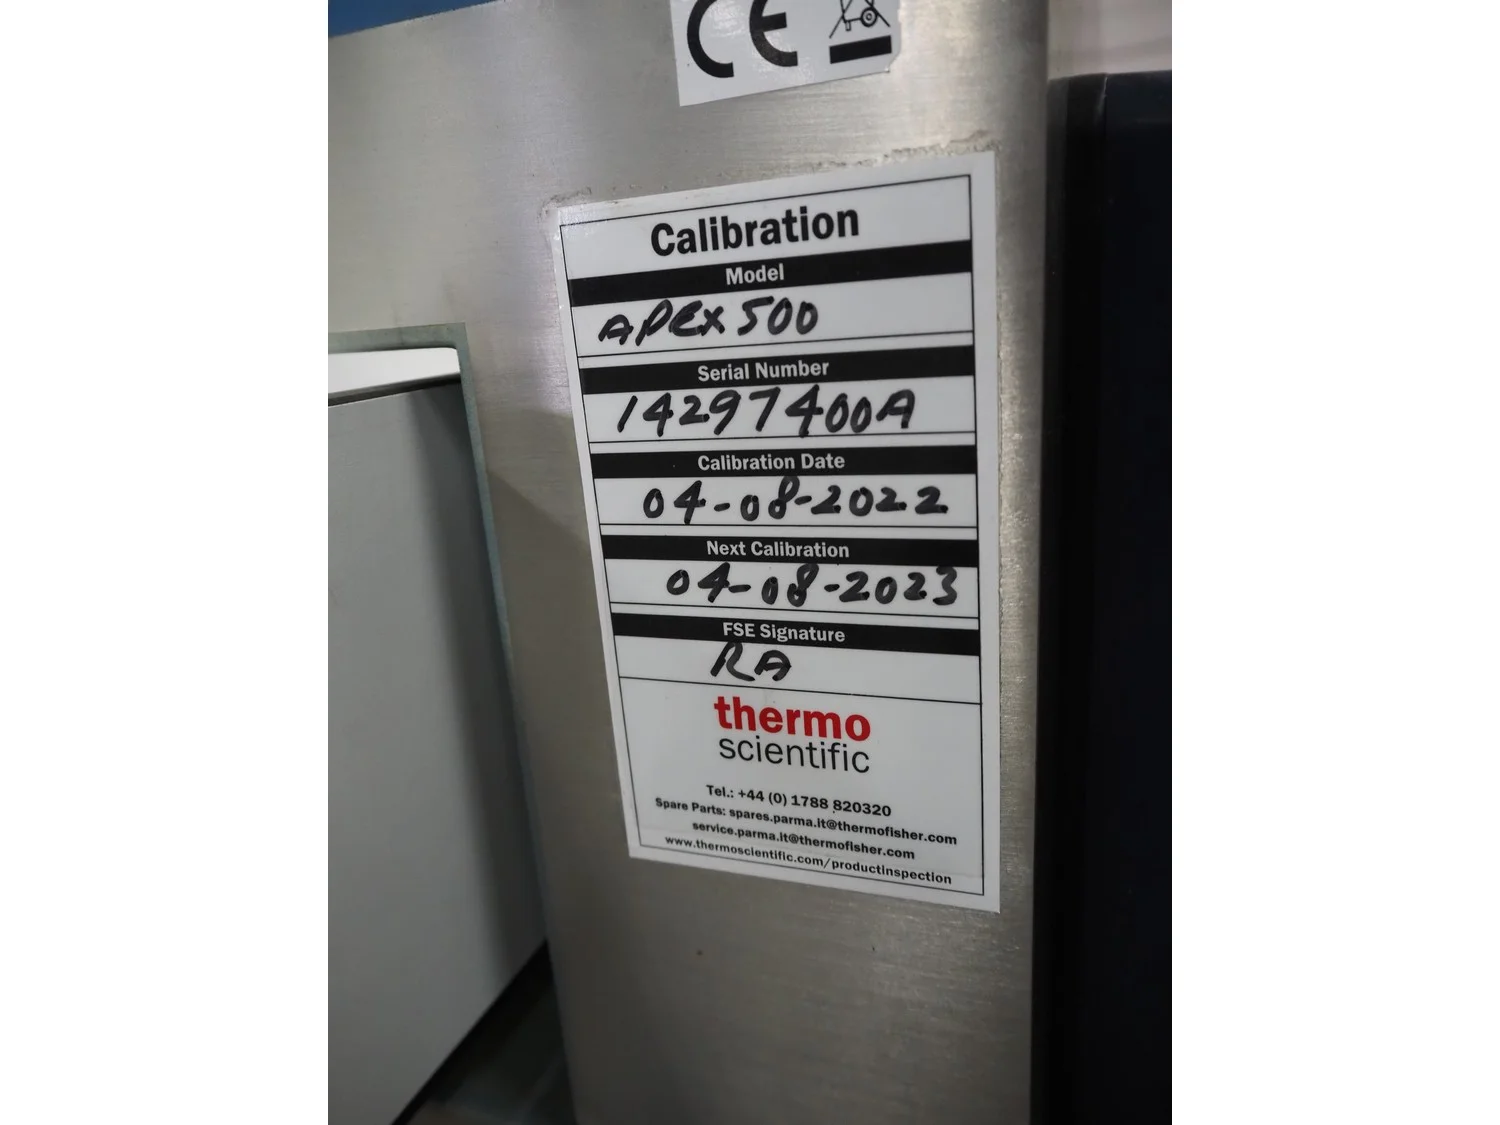 CE
Calibration
Model
APEX 500
Serial Number
14297400A
Calibration Date
04-08-2022
Next Calibration
04-08-2023
FSE Signature
RA
thermo
scientific
Tel.: +44 (0) 1788 820320
Spare Parts: spares.parma.it@thermofisher.com
service.parma.it@thermofisher.com
www.thermoscientific.com/productinspection